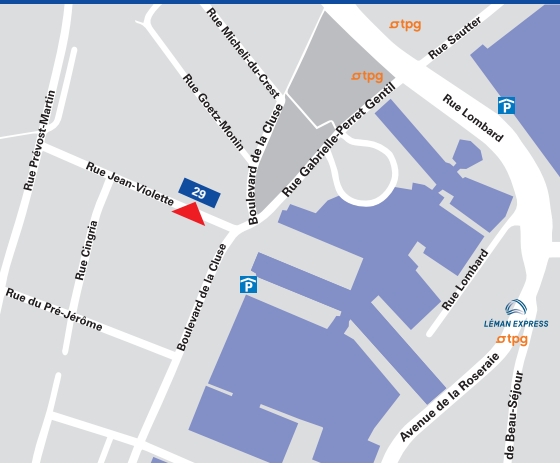 tpg
Rue Sautter
Rue Micheli-du-Crest
tpg
Rue Goetz-Monin
Rue Gabrielle-Perret Gentil
P
Rue Lombard
Rue Prévost-Martin
Boulevard de la Cluse
Rue Jean-Violette
29
Rue Cingria
Boulevard de la Cluse
P
Rue Lombard
Rue du Pré-Jérôme
LÉMAN EXPRESS
tpg
Avenue de la Roseraie
de Beau-Séjour